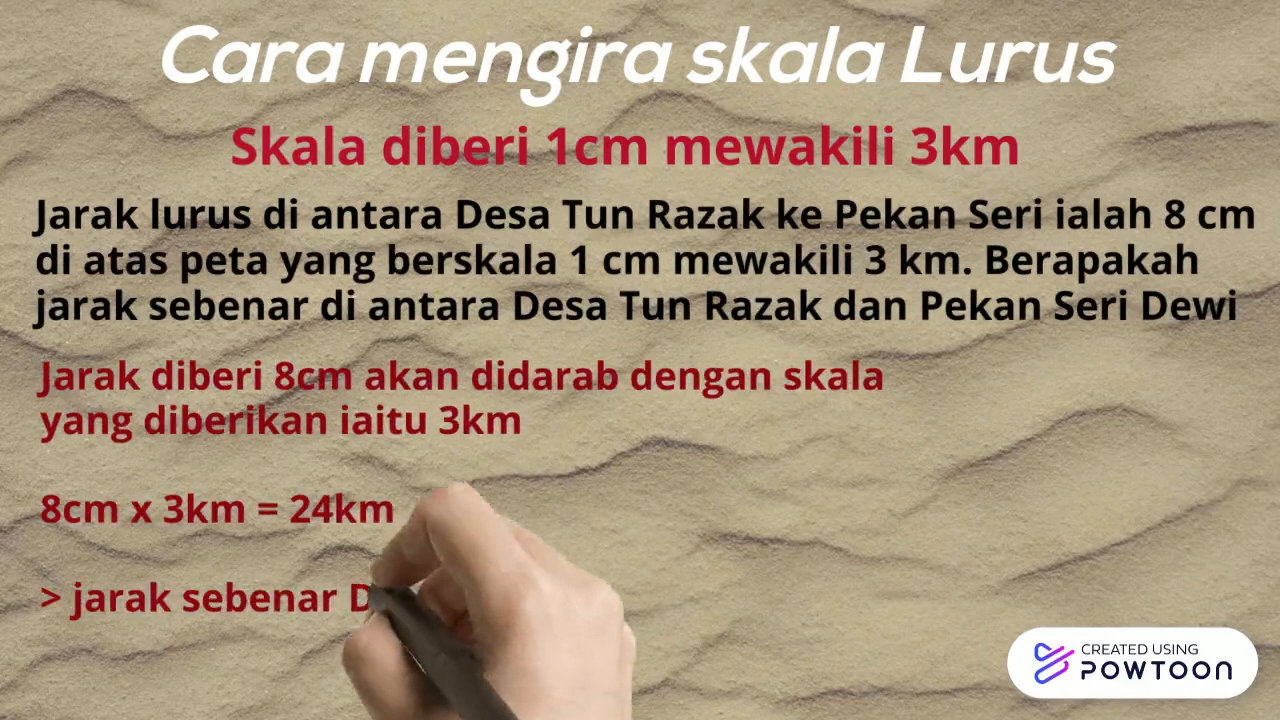 Cara mengira skala Lurus
Skala diberi 1cm mewakili 3km
Jarak lurus di antara Desa Tun Razak ke Pekan Seri ialah 8 cm
di atas peta yang berskala 1 cm mewakili 3 km. Berapakah
jarak sebenar di antara Desa Tun Razak dan Pekan Seri Dewi
Jarak diberi 8cm akan didarab dengan skala
yang diberikan iaitu 3km
8cm x 3km = 24km
> jarak sebenar D
CREATED USING
POWTOON